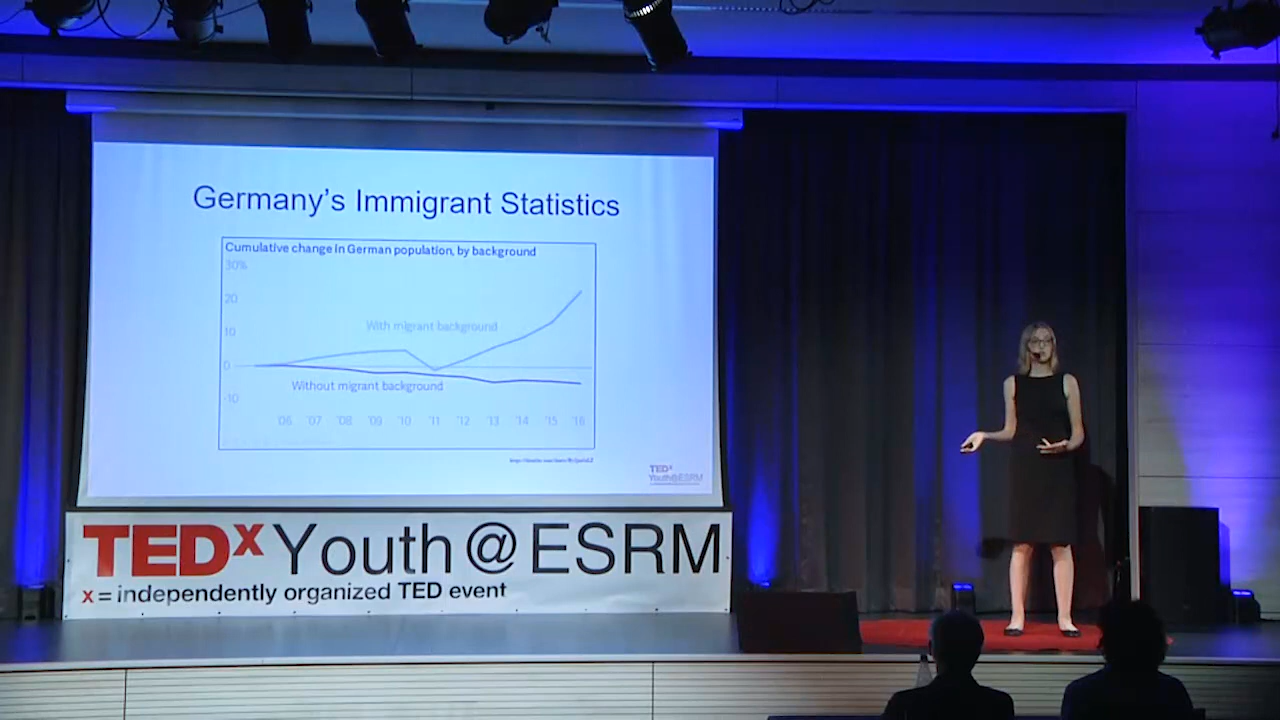 Germany's Immigrant Statistics
Cumulative change in German population, by background
30%
20
10
With migrant background
0
Without migrant background
-10
'06 '07 '08 '09 '10 '11 '12 '13 '14 '15 '16
TEDx
Youth@ESRM
TEDx Youth@ESRM
x = independently organized TED event